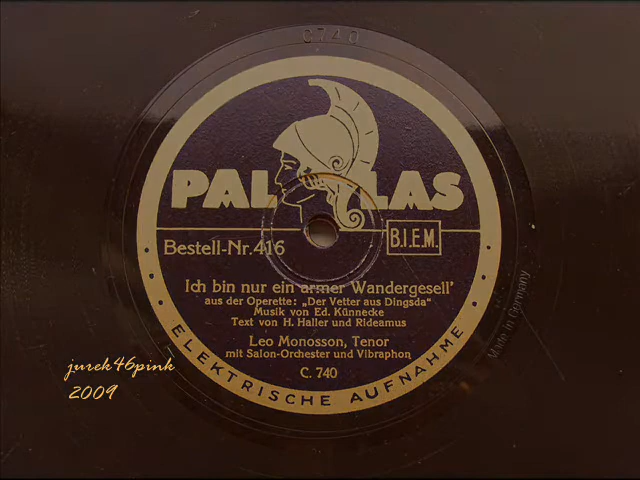 C740
PALLAS
Bestell-Nr. 416
B.I.E.M.
Ich bin nur ein armer Wandergesell'
aus der Operette: „Der Vetter aus Dingsda“
Musik von Ed. Künnecke
Text von H. Haller und Rideamus
Leo Monosson, Tenor
mit Salon-Orchester und Vibraphon
C. 740
ELEKTRISCHE AUFNAHME
Made in Germany
jurek46pink
2009